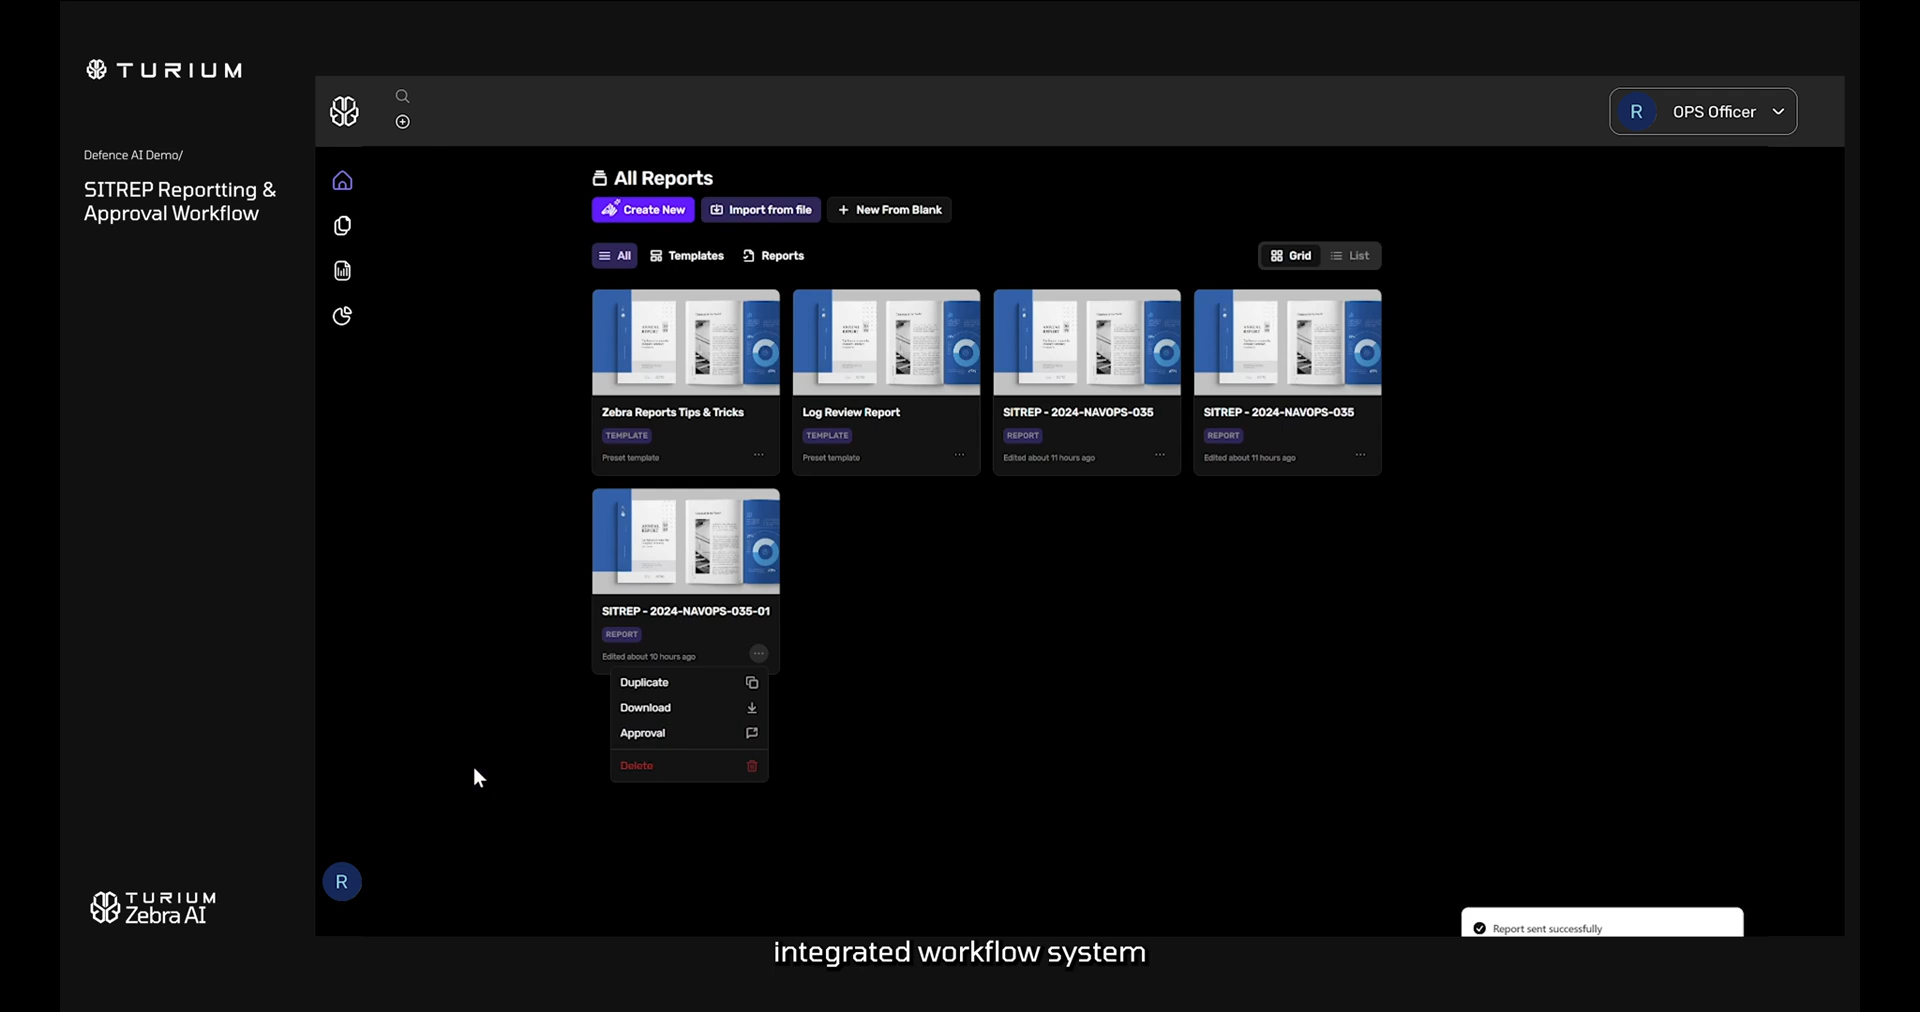 TURIUM
Defence AI Demo/
SITREP Reportting &
Approval Workflow
R
OPS Officer
All Reports
Create New
Import from file
New From Blank
All
Templates
Reports
Grid
List
Zebra Reports Tips & Tricks
TEMPLATE
Preset template
Log Review Report
TEMPLATE
Preset template
SITREP - 2024-NAVOPS-035
REPORT
Edited about 11 hours ago
SITREP - 2024-NAVOPS-035
REPORT
Edited about 11 hours ago
SITREP - 2024-NAVOPS-035-01
REPORT
Edited about 10 hours ago
Duplicate
Download
Approval
Delete
R
TURIUM
Zebra AI
Report sent successfully
integrated workflow system